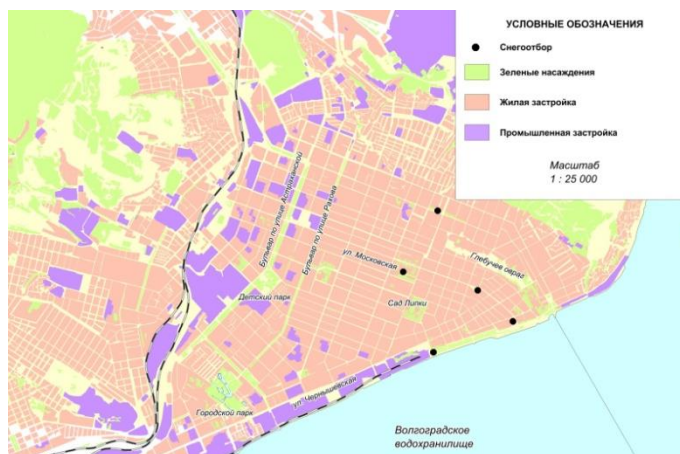 УСЛОВНЫЕ ОБОЗНАЧЕНИЯ
Снегоотбор
Зеленые насаждения
Жилая застройка
Промышленная застройка
Масштаб
1 : 25 000
Бульвар по улице Астраханской
Бульвар по улице Рахова
ул. Московская
Глебучев овраг
Детский парк
Сад Липки
ул. Чернышевская
Городской парк
Волгоградское
водохранилище